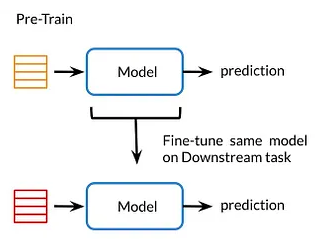 Pre-Train
Model
prediction
Fine-tune same model
on Downstream task
Model
prediction